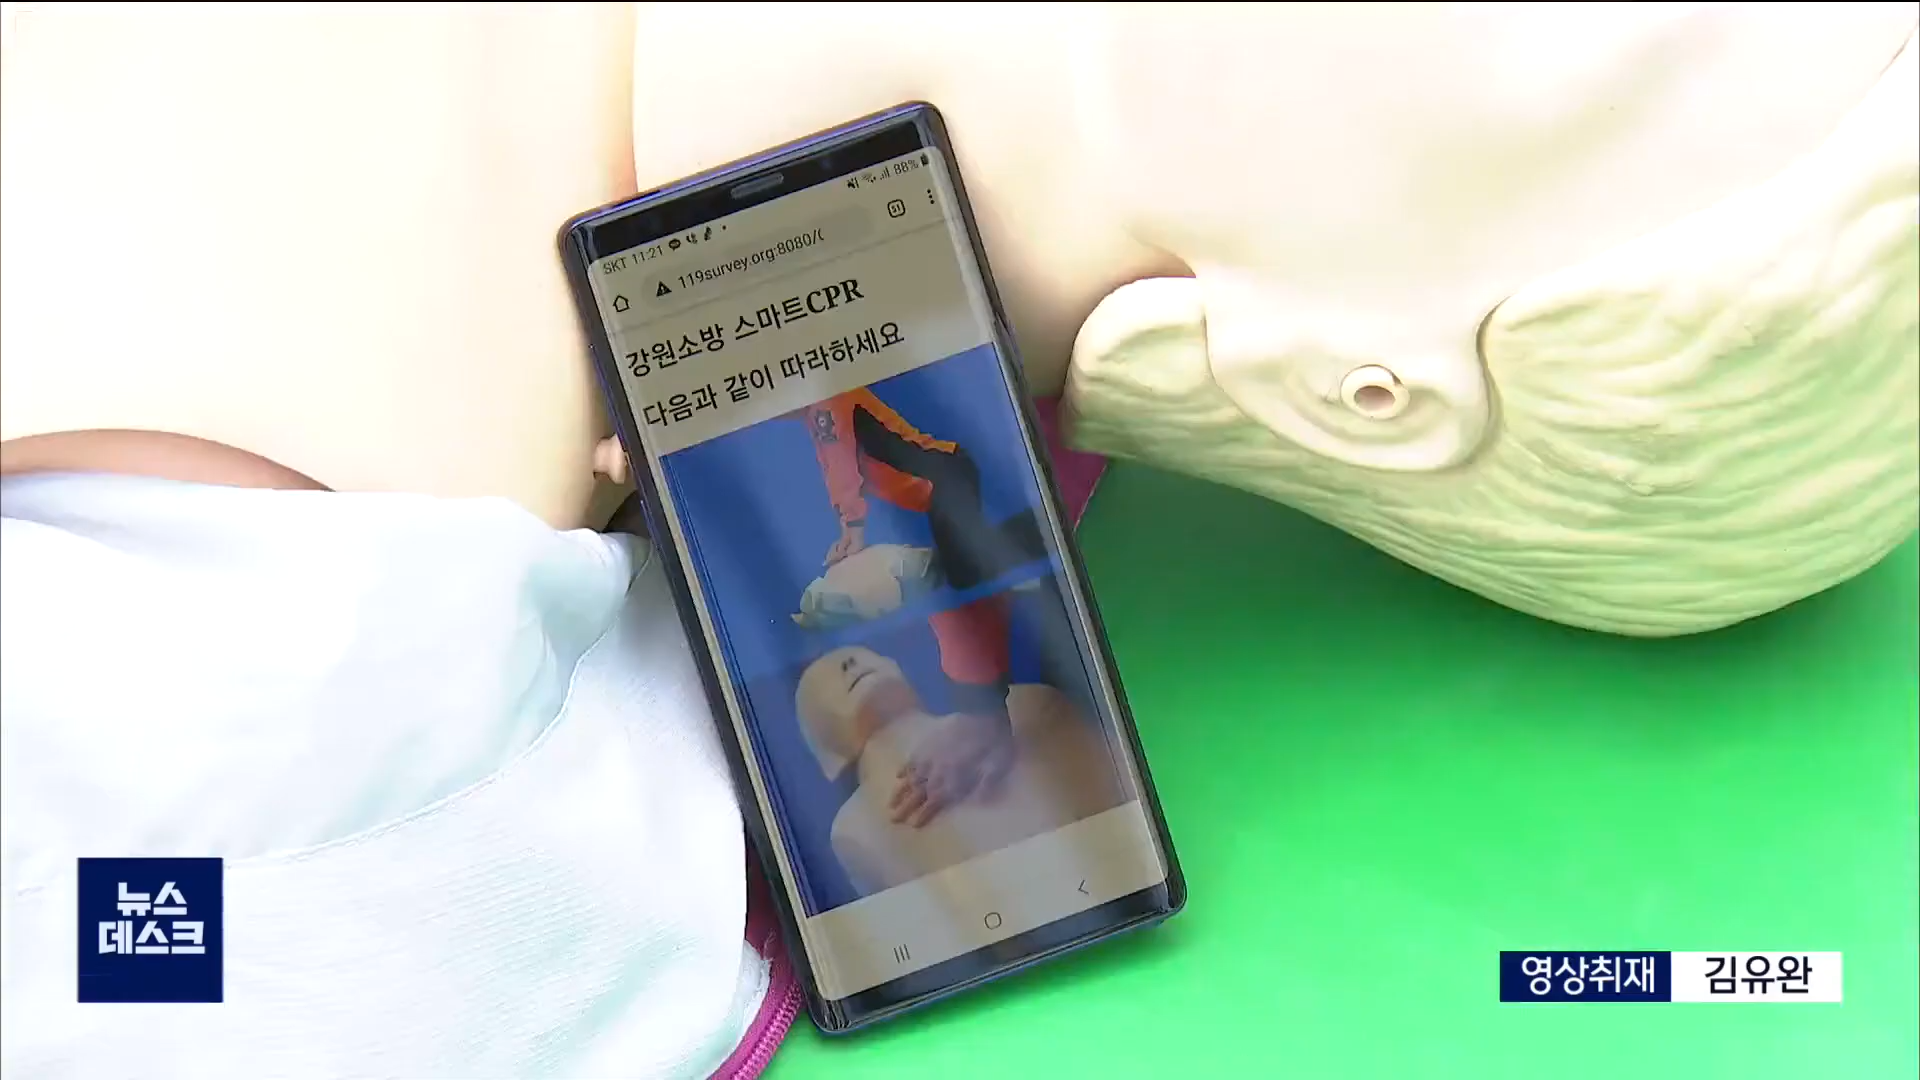 SKT 11:21
88%
119survey.org:8080/(
51
강원소방 스마트CPR
다음과 같이 따라하세요
뉴스
데스크
영상취재 김유완